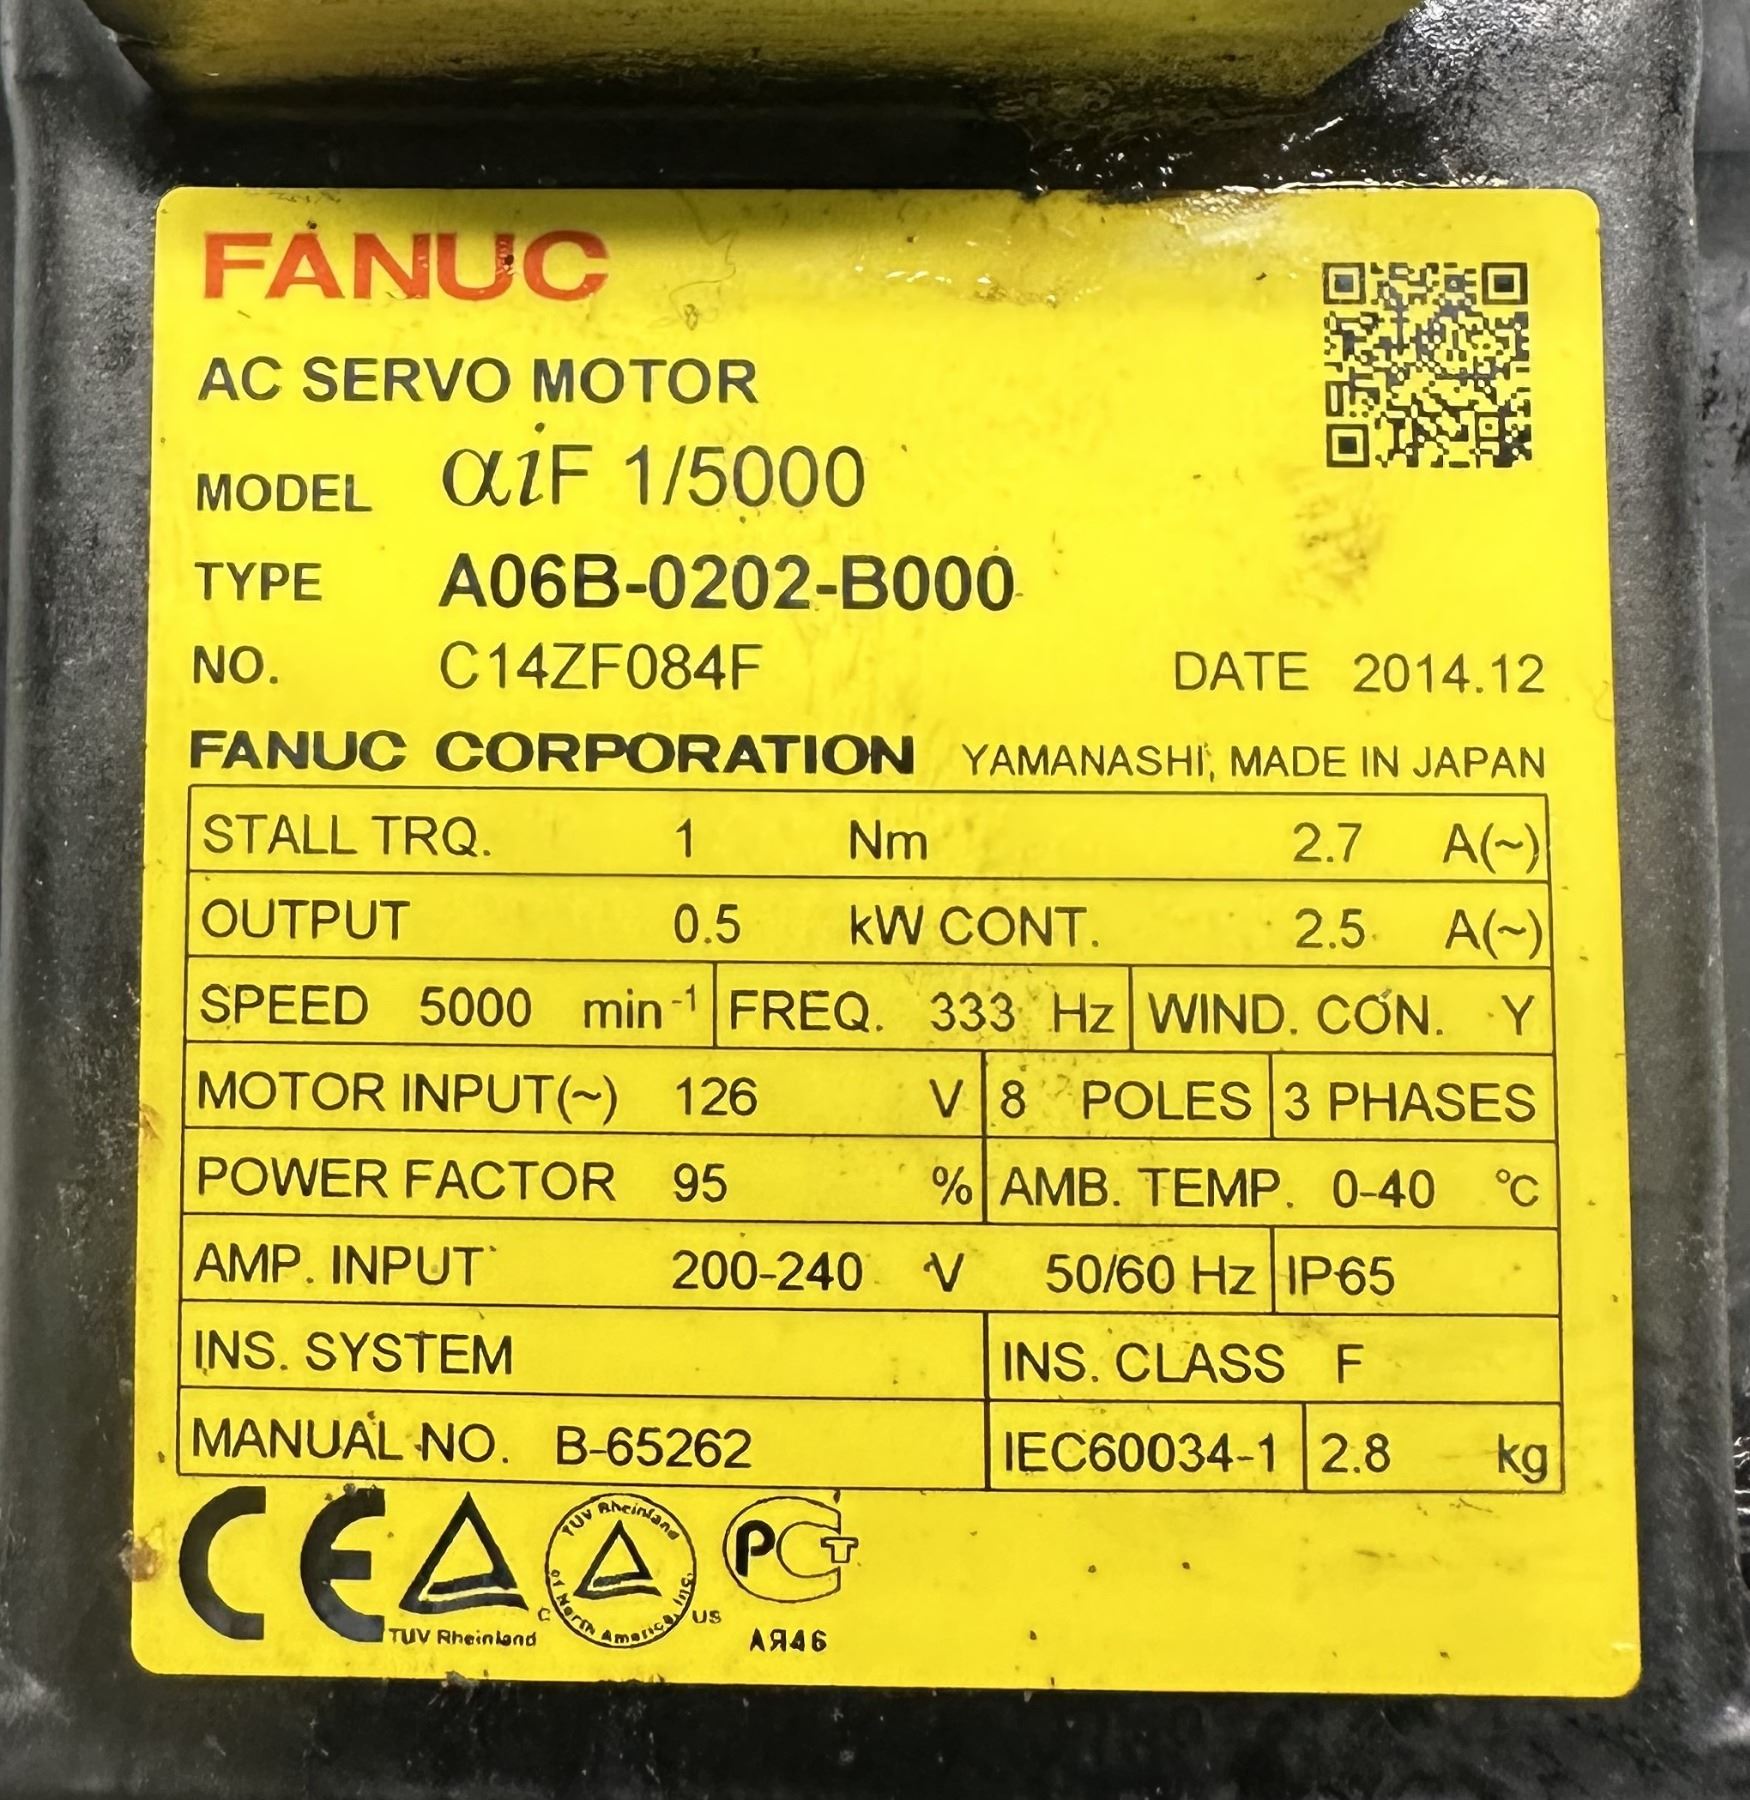 FANUC
AC SERVO MOTOR
MODEL αiF 1/5000
TYPE A06B-0202-B000
NO. C14ZF084F DATE 2014.12
FANUC CORPORATION YAMANASHI, MADE IN JAPAN
STALL TRQ. 1 Nm 2.7 A(~)
OUTPUT 0.5 kW CONT. 2.5 A(~)
SPEED 5000 min⁻¹ FREQ. 333 Hz WIND. CON. Y
MOTOR INPUT(~) 126 V 8 POLES 3 PHASES
POWER FACTOR 95 % AMB. TEMP. 0-40 °C
AMP. INPUT 200-240 V 50/60 Hz IP65
INS. SYSTEM INS. CLASS F
MANUAL NO. B-65262 IEC60034-1 2.8 kg
CE TUV Rheinland
C TUV Rheinland of North America, Inc. US
PCT
AЯ46